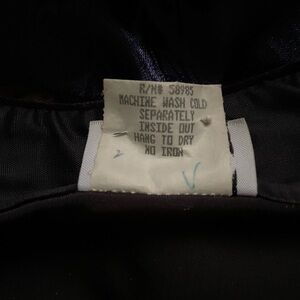 R/N# 58985
MACHINE WASH COLD
SEPARATELY
INSIDE OUT
HANG TO DRY
NO IRON